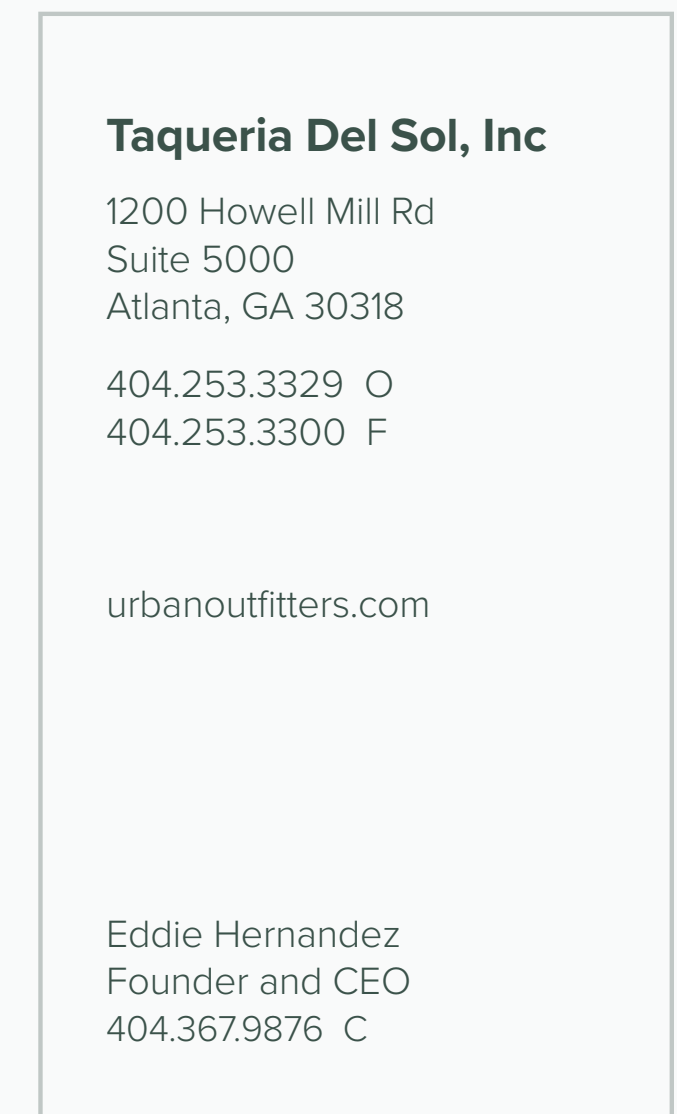 Taqueria Del Sol, Inc
1200 Howell Mill Rd
Suite 5000
Atlanta, GA 30318
404.253.3329 O
404.253.3300 F
urbanoutfitters.com
Eddie Hernandez
Founder and CEO
404.367.9876 C